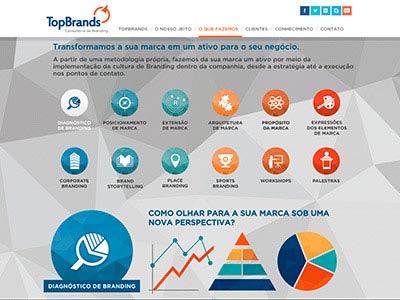 TopBrands
Consultoria de Branding
TOPBRANDS
O NOSSO JEITO
O QUE FAZEMOS
CLIENTES
CONHECIMENTO
CONTATO
Transformamos a sua marca em um ativo para o seu negócio.
A partir de uma metodologia própria, fazemos da sua marca um ativo por meio da
implementação da cultura de Branding dentro da companhia, desde a estratégia até a execução
nos pontos de contato.
DIAGNÓSTICO
DE BRANDING
POSICIONAMENTO
DE MARCA
EXTENSÃO
DE MARCA
ARQUITETURA
DE MARCA
PROPÓSITO
DA MARCA
EXPRESSÕES
DOS ELEMENTOS
DE MARCA
CORPORATE
BRANDING
BRAND
STORYTELLING
PLACE
BRANDING
SPORTS
BRANDING
WORKSHOPS
PALESTRAS
DIAGNÓSTICO DE BRANDING
COMO OLHAR PARA A SUA MARCA SOB UMA
NOVA PERSPECTIVA?